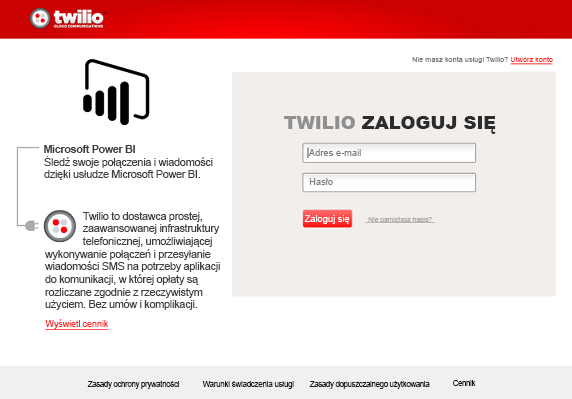 twilio
CLOUD COMMUNICATIONS
Nie masz konta usługi Twilio? Utwórz konto
TWILIO ZALOGUJ SIĘ
Adres e-mail
Hasło
Zaloguj się
Nie pamiętasz hasła?
Microsoft Power BI
Śledź swoje połączenia i wiadomości
dzięki usłudze Microsoft Power BI.
Twilio to dostawca prostej,
zaawansowanej infrastruktury
telefonicznej, umożliwiającej
wykonywanie połączeń i przesyłanie
wiadomości SMS na potrzeby aplikacji
do komunikacji, w której opłaty są
rozliczane zgodnie z rzeczywistym
użyciem. Bez umów i komplikacji.
Wyświetl cennik
Zasady ochrony prywatności Warunki świadczenia usługi Zasady dopuszczalnego użytkowania Cennik